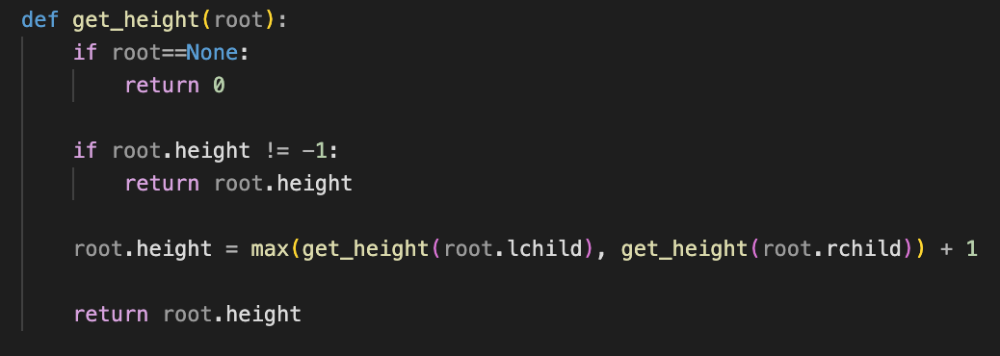 def get_height(root):
    if root==None:
        return 0
    if root.height != -1:
        return root.height
    root.height = max(get_height(root.lchild), get_height(root.rchild)) + 1
    return root.height